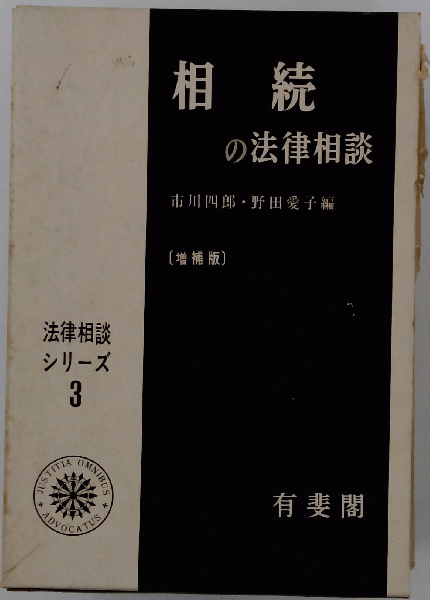 相続
の法律相談
市川四郎・野田愛子編
〔増補版〕
法律相談
シリーズ
3
JUSTITIA OMNIBUS
ADVOCATUS
有斐閣